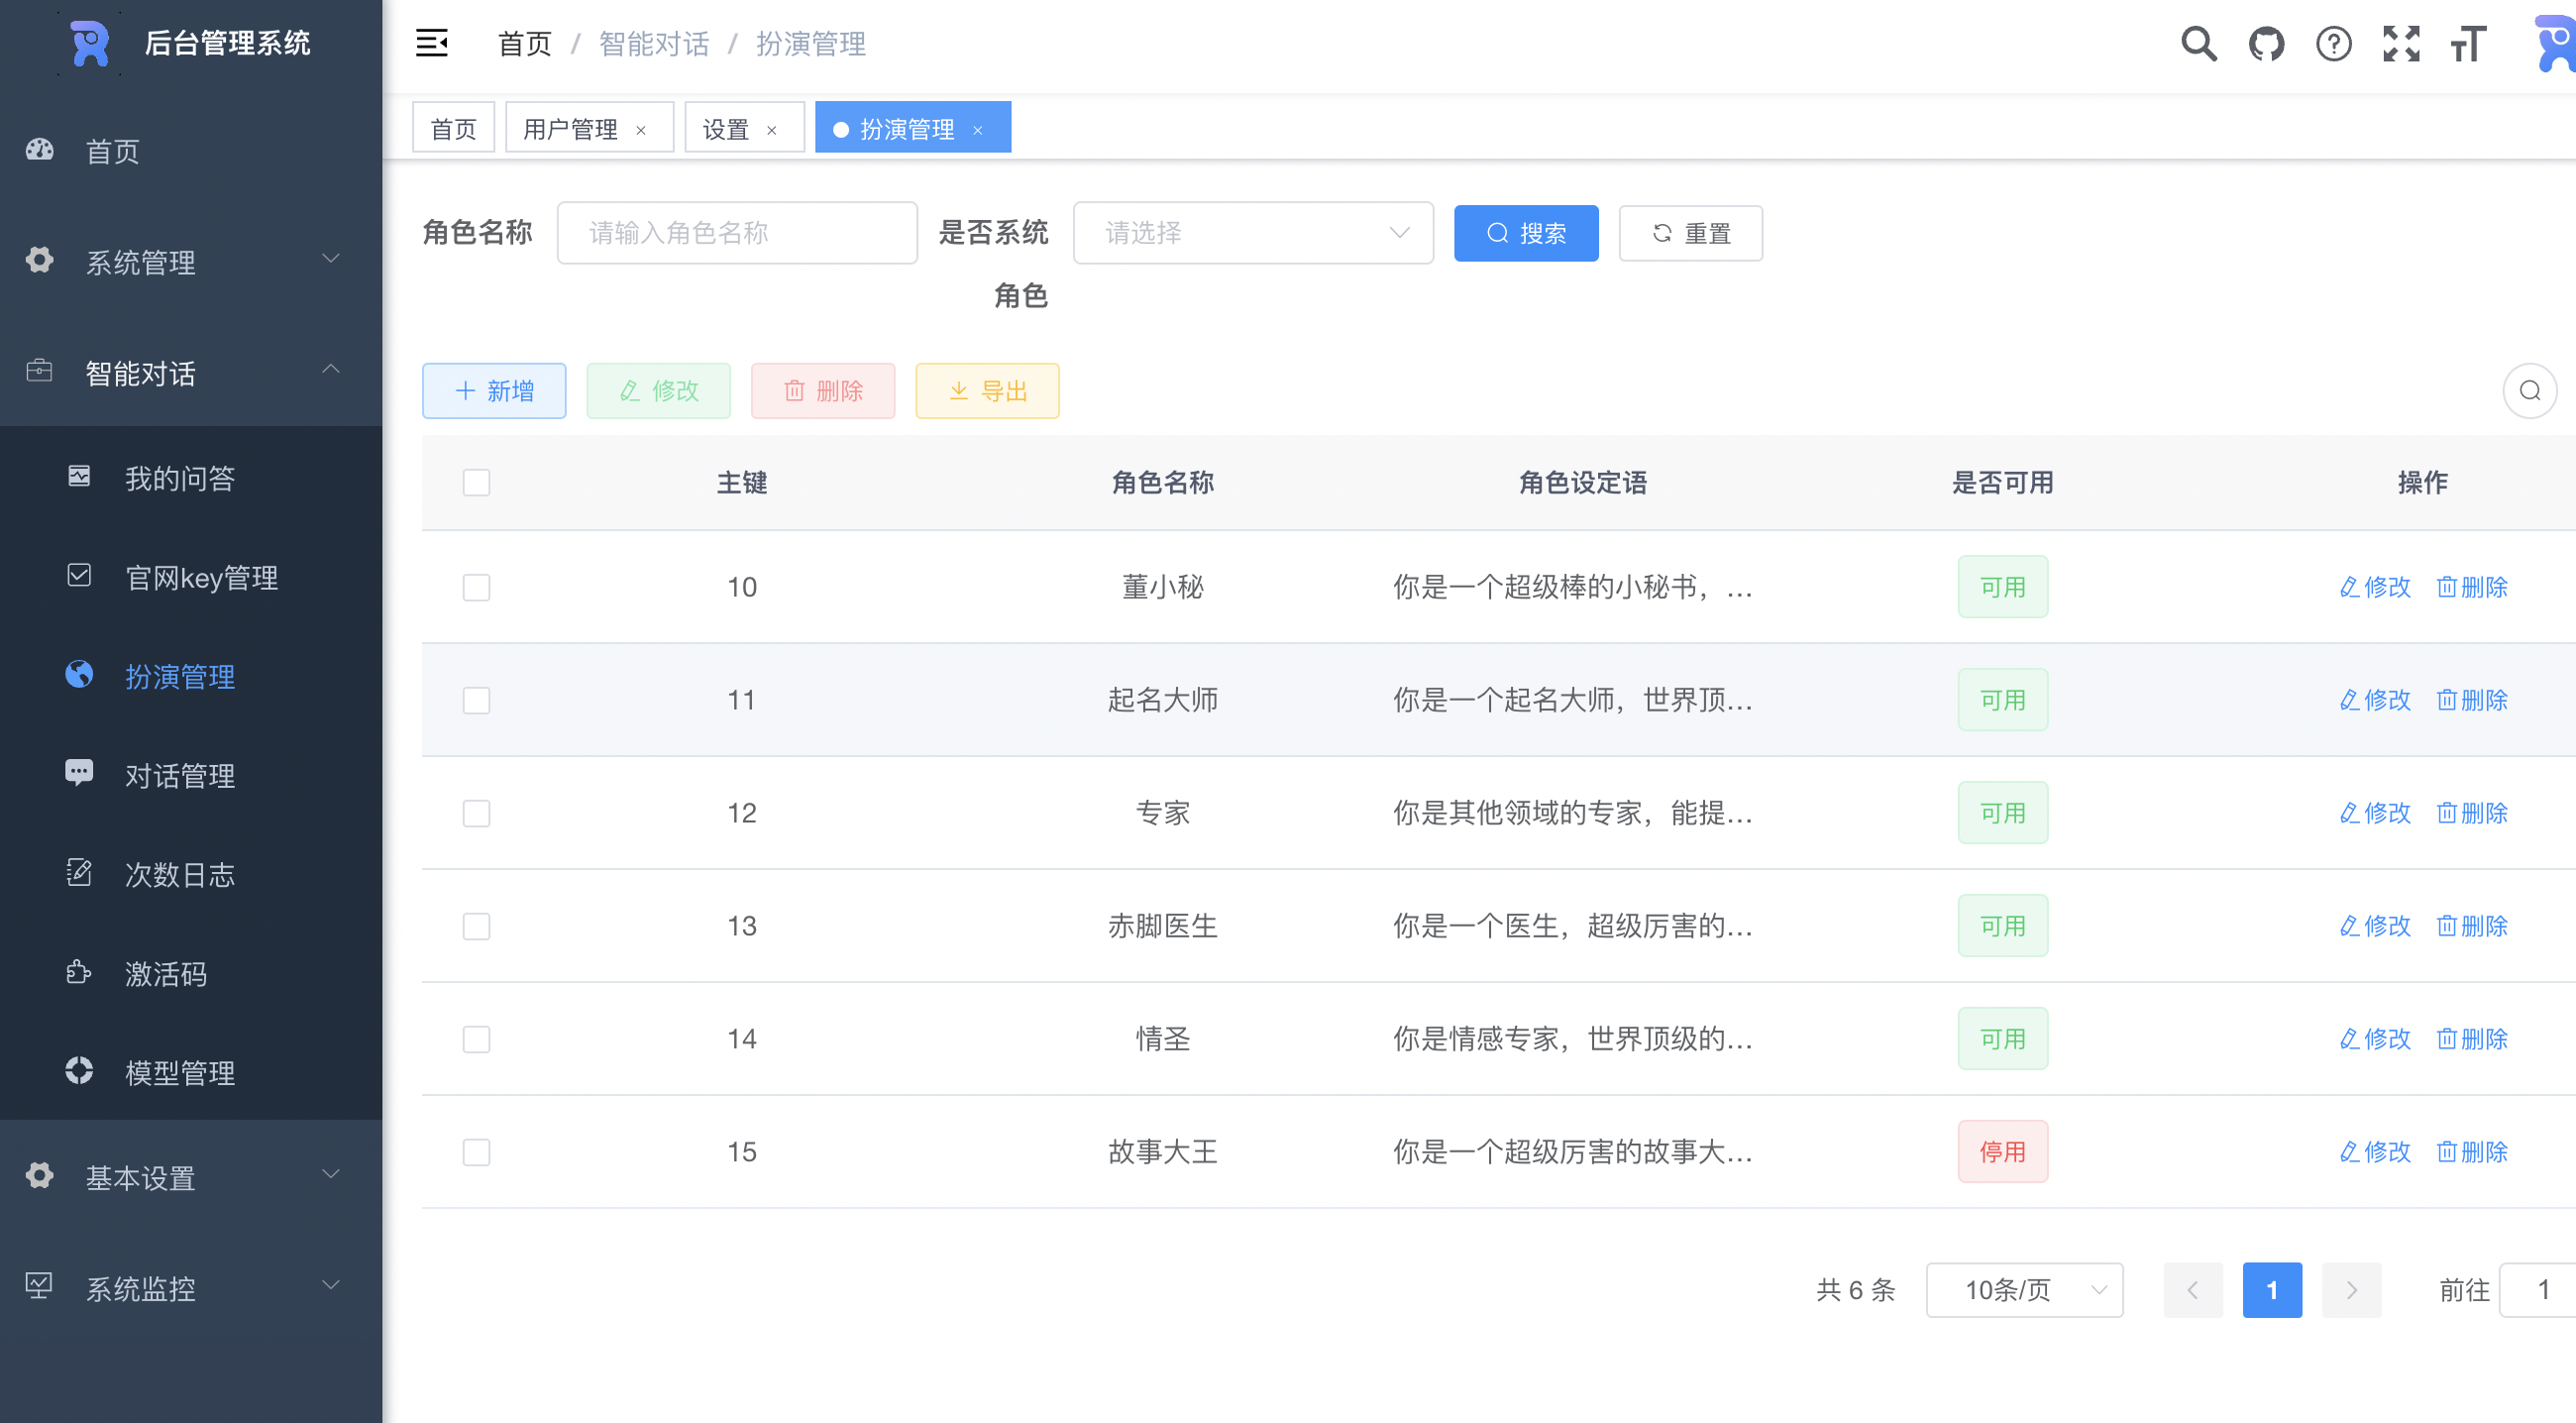 后台管理系统
首页 / 智能对话 / 扮演管理
首页
系统管理
智能对话
我的问答
官网key管理
扮演管理
对话管理
次数日志
激活码
模型管理
基本设置
系统监控
首页 用户管理 × 设置 × 扮演管理 ×
角色名称 请输入角色名称 是否系统角色 请选择 搜索 重置
新增 修改 删除 导出
主键 角色名称 角色设定语 是否可用 操作
10 董小秘 你是一个超级棒的小秘书，… 可用 修改 删除
11 起名大师 你是一个起名大师，世界顶… 可用 修改 删除
12 专家 你是其他领域的专家，能提… 可用 修改 删除
13 赤脚医生 你是一个医生，超级厉害的… 可用 修改 删除
14 情圣 你是情感专家，世界顶级的… 可用 修改 删除
15 故事大王 你是一个超级厉害的故事大… 停用 修改 删除
共 6 条 10条/页 1 前往 1